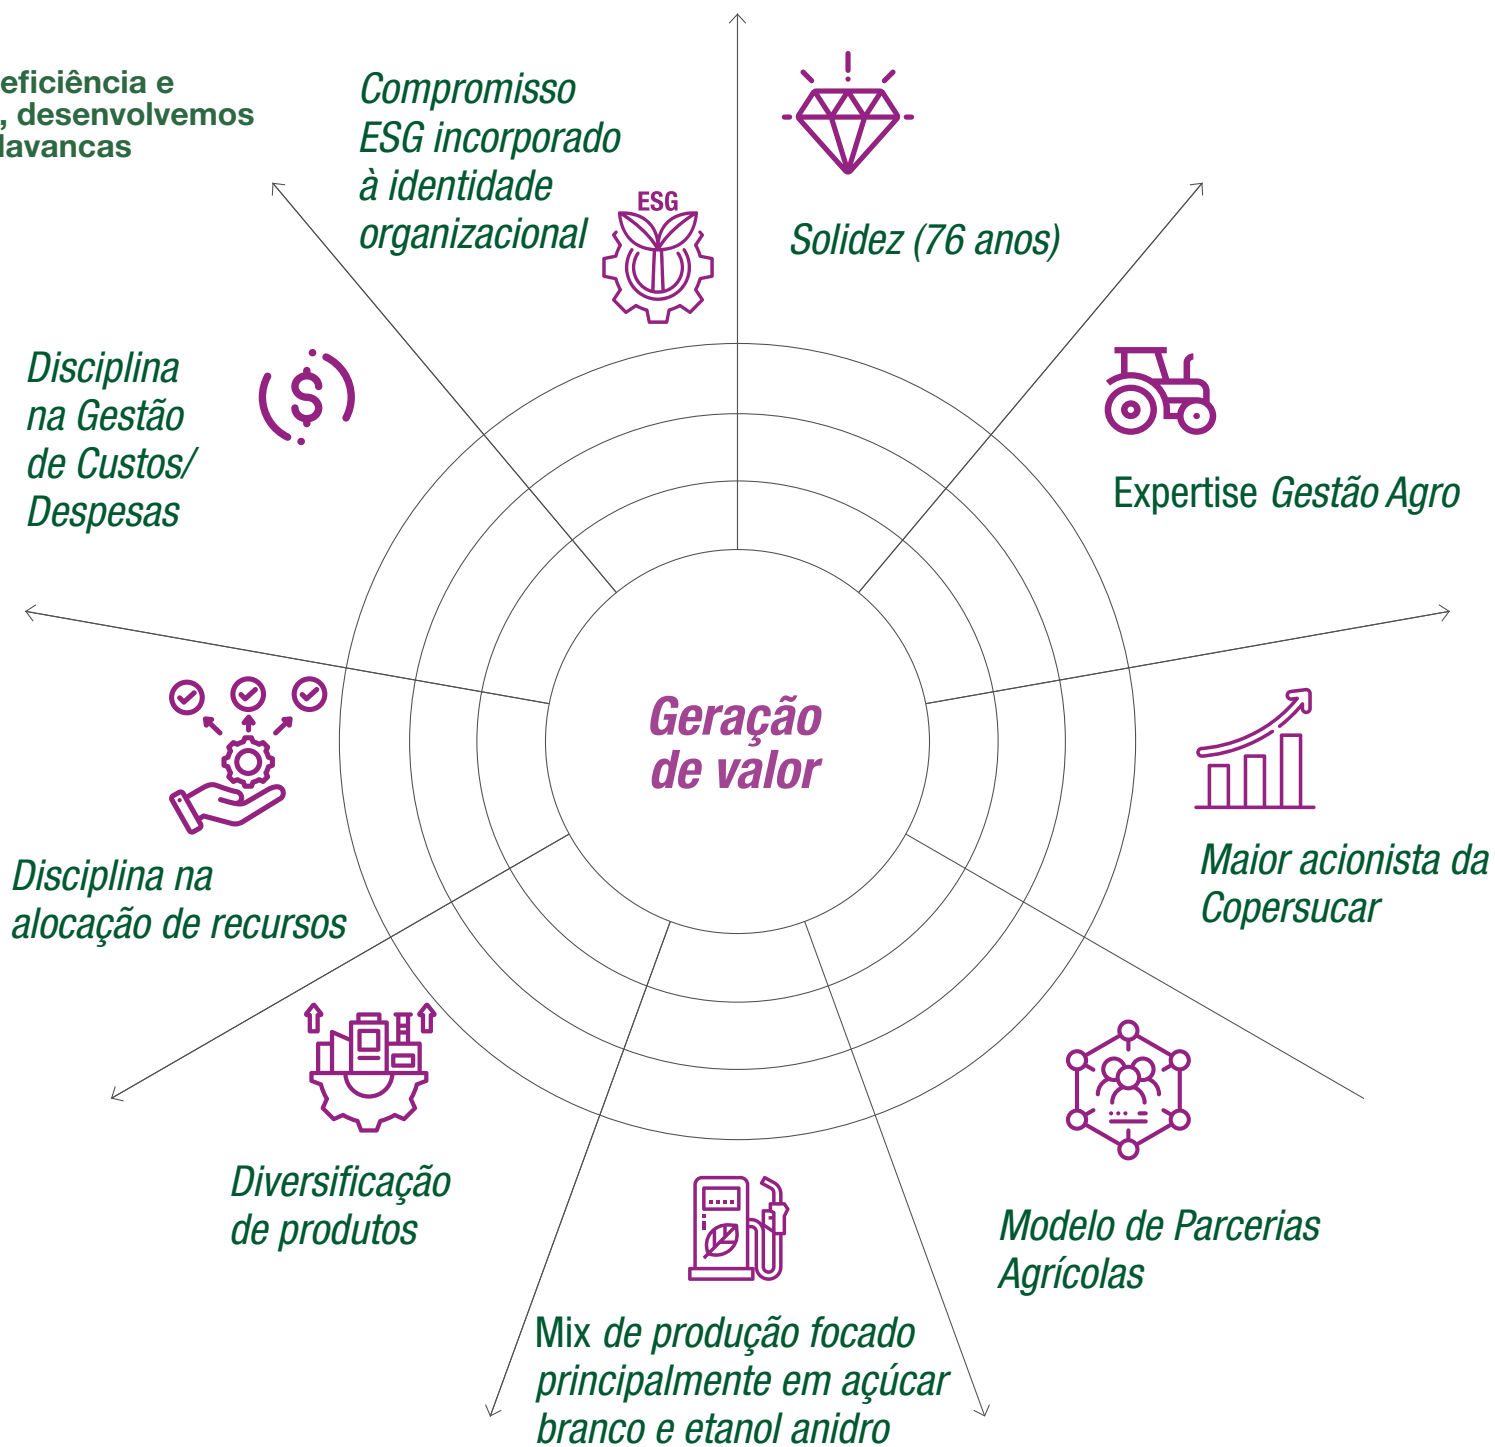 eficiência e
, desenvolvemos
lavancas
Compromisso
ESG incorporado
à identidade
organizacional
ESG
Solidez (76 anos)
Expertise Gestão Agro
Maior acionista da
Copersucar
Modelo de Parcerias
Agrícolas
Mix de produção focado
principalmente em açúcar
branco e etanol anidro
Diversificação
de produtos
Disciplina na
alocação de recursos
Disciplina
na Gestão
de Custos/
Despesas
$
Geração
de valor